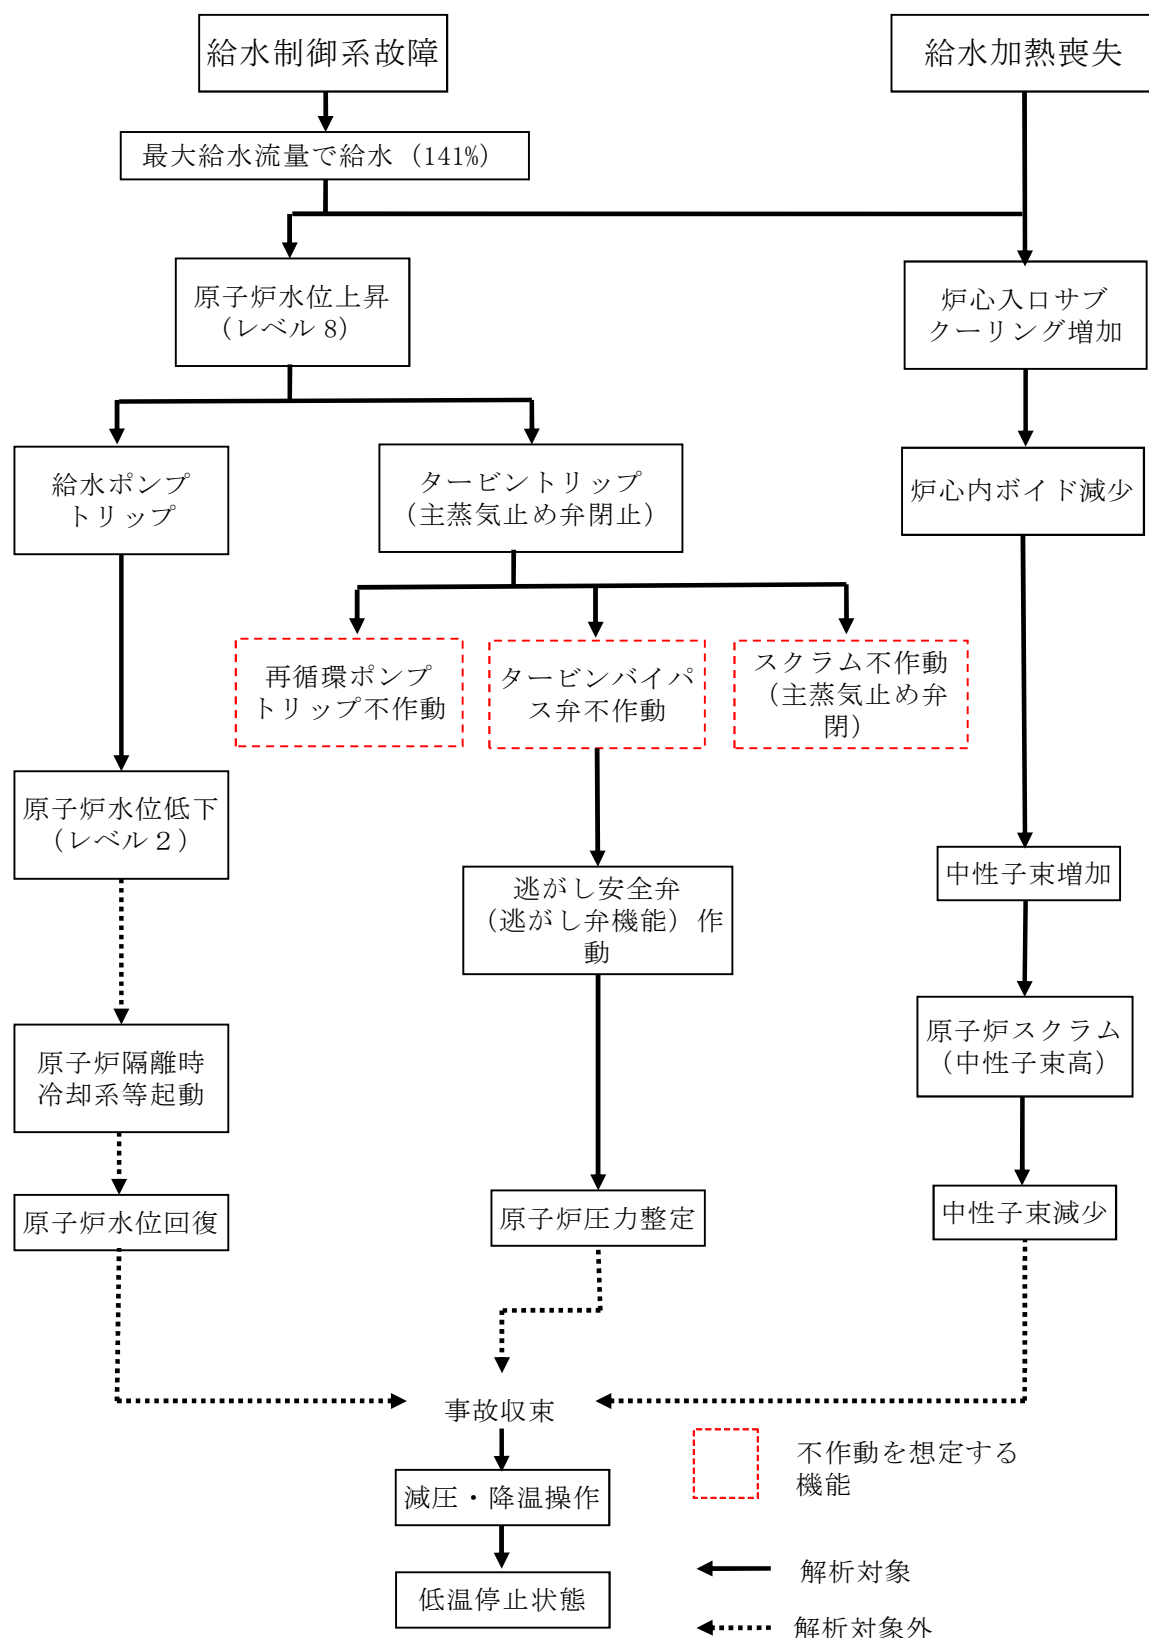 給水制御系故障
給水加熱喪失
最大給水流量で給水（141%）
原子炉水位上昇
（レベル 8）
炉心入口サブ
クーリング増加
給水ポンプ
トリップ
タービントリップ
（主蒸気止め弁閉止）
炉心内ボイド減少
再循環ポンプ
トリップ不作動
タービンバイパ
ス弁不作動
スクラム不作動
（主蒸気止め弁
閉）
原子炉水位低下
（レベル２）
逃がし安全弁
（逃がし弁機能）作
動
中性子束増加
原子炉隔離時
冷却系等起動
原子炉スクラム
（中性子束高）
原子炉水位回復
原子炉圧力整定
中性子束減少
事故収束
減圧・降温操作
低温停止状態
不作動を想定する
機能
解析対象
解析対象外